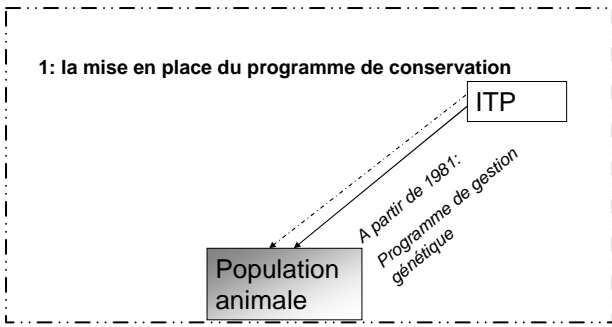 1: la mise en place du programme de conservation
ITP
A partir de 1981:
Programme de gestion
génétique
Population
animale